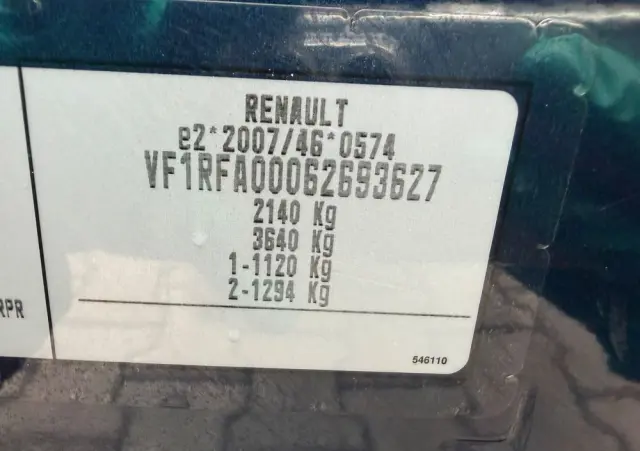 RENAULT
e2*2007/46*0574
VF1RFA00062693627
2140 Kg
3640 Kg
1-1120 Kg
2-1294 Kg
RPR
546110